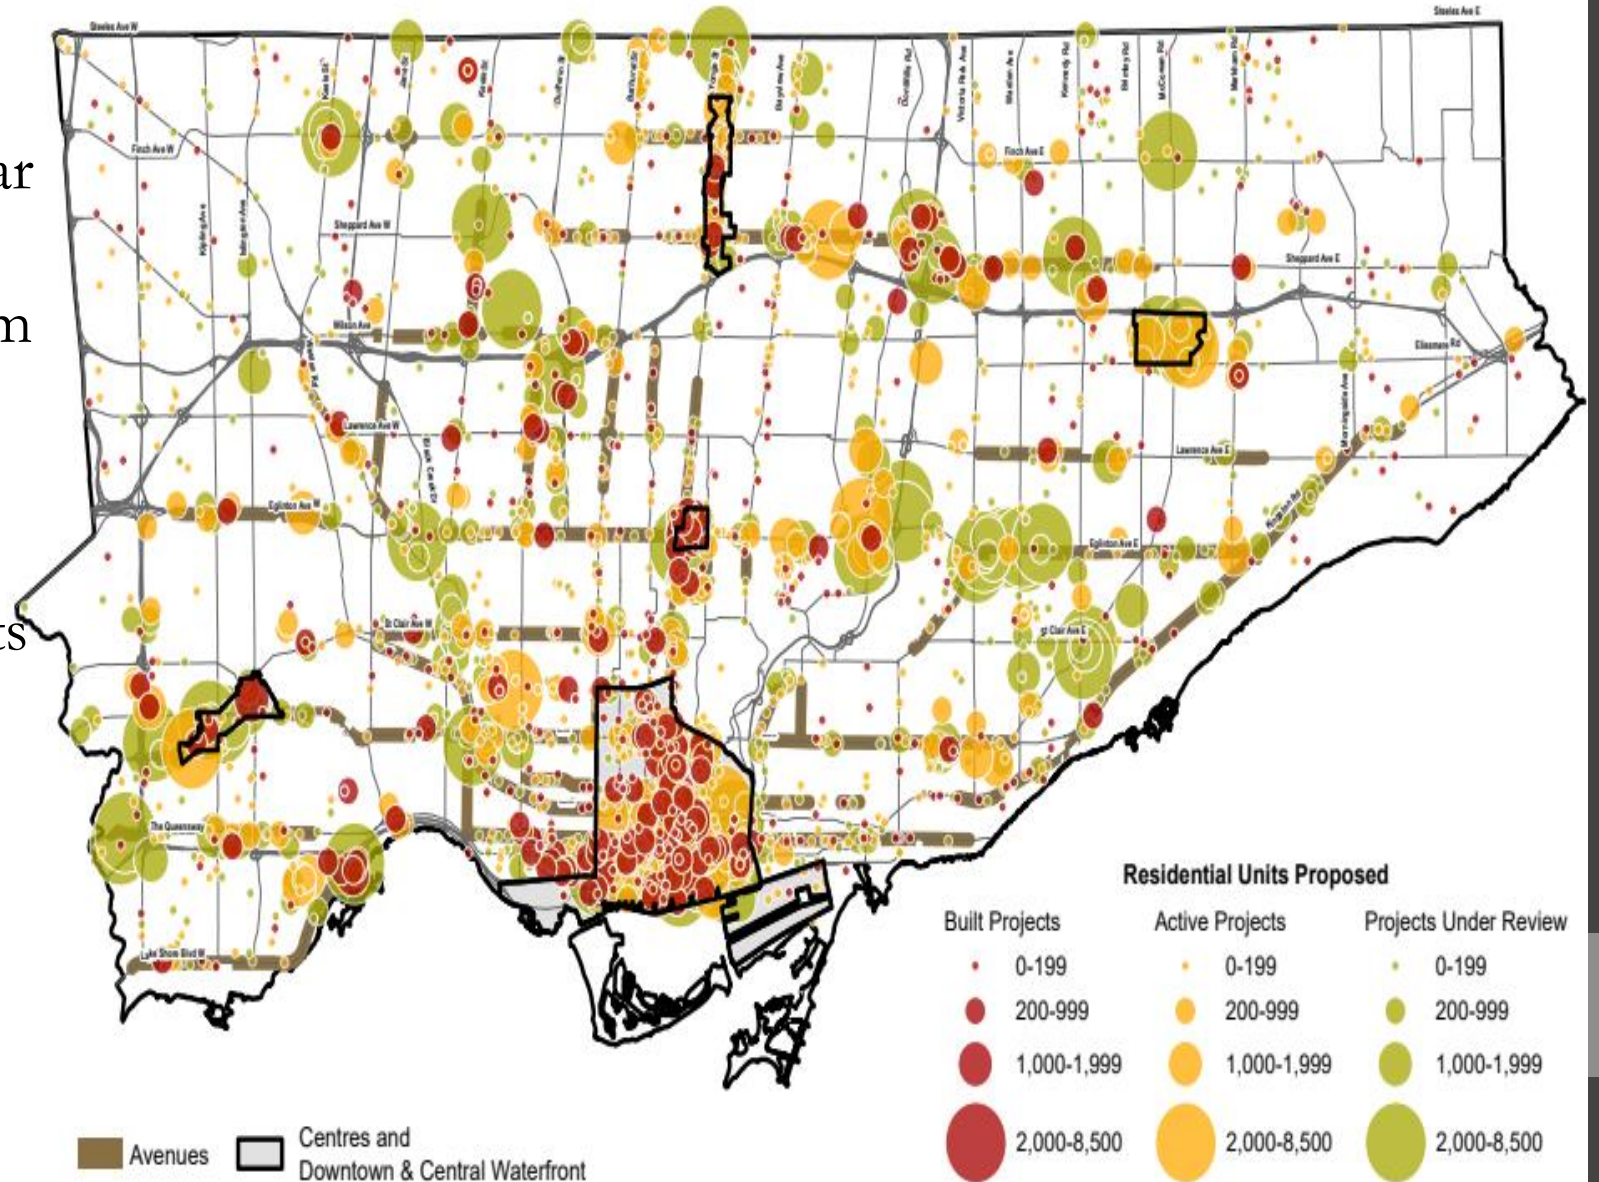 ar
m
ts
Steeles Ave W
Steeles Ave E
Keele St
Dufferin St
Bathurst St
Yonge St
Bayview Ave
Don Mills Rd
Victoria Park Ave
Warden Ave
Kennedy Rd
Brimley Rd
McCowan Rd
Markham Rd
Finch Ave W
Finch Ave E
Kipling Ave
Islington Ave
Sheppard Ave W
Sheppard Ave E
Wilson Ave
Ellesmere Rd
Lawrence Ave W
Black Creek Dr
Lawrence Ave E
Morningside Ave
Kingston Rd
Eglinton Ave W
Eglinton Ave E
St Clair Ave W
St Clair Ave E
The Queensway
Lake Shore Blvd W
Residential Units Proposed
Built Projects
Active Projects
Projects Under Review
0-199
0-199
0-199
200-999
200-999
200-999
1,000-1,999
1,000-1,999
1,000-1,999
2,000-8,500
2,000-8,500
2,000-8,500
Avenues
Centres and
Downtown & Central Waterfront